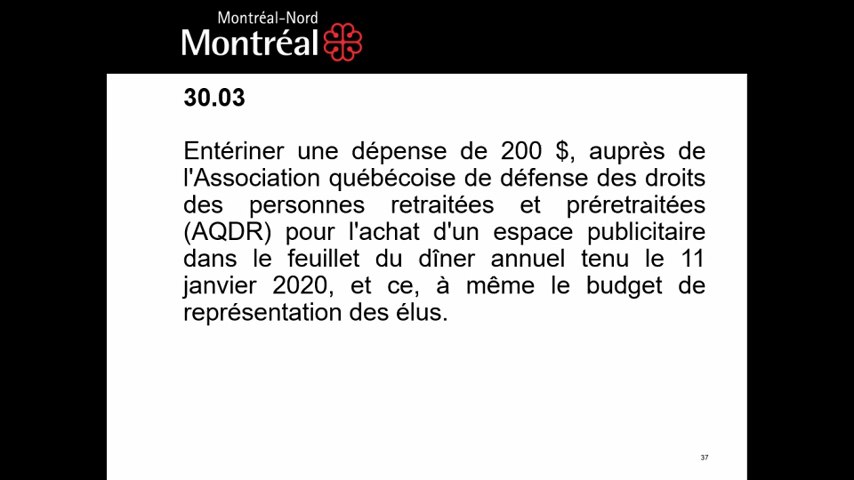 Montréal-Nord
Montréal
30.03
Entériner une dépense de 200 $, auprès de
l'Association québécoise de défense des droits
des personnes retraitées et préretraitées
(AQDR) pour l'achat d'un espace publicitaire
dans le feuillet du dîner annuel tenu le 11
janvier 2020, et ce, à même le budget de
représentation des élus.
37